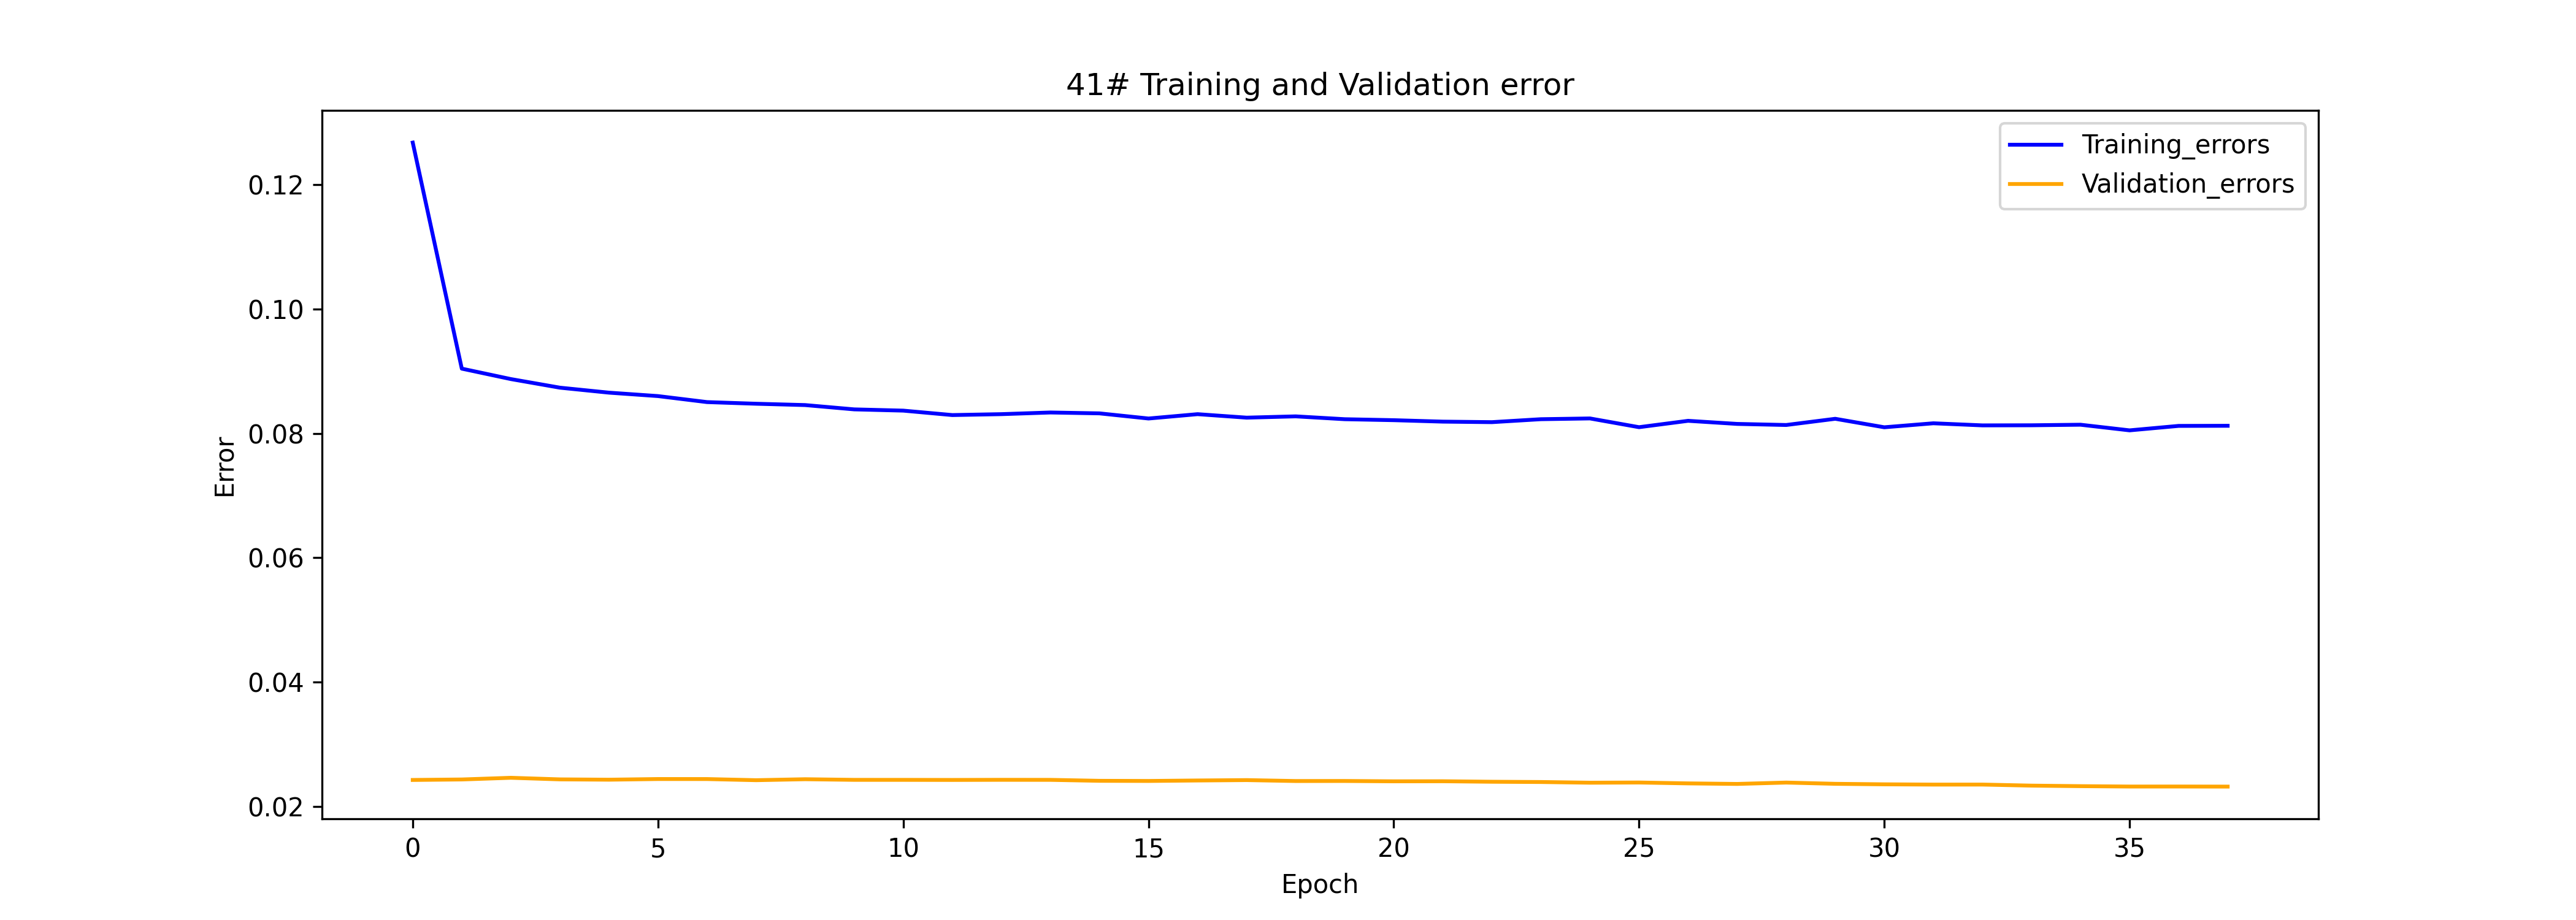 41# Training and Validation error
Training_errors
Validation_errors
0.12
0.10
0.08
0.06
0.04
0.02
Error
0 5 10 15 20 25 30 35
Epoch